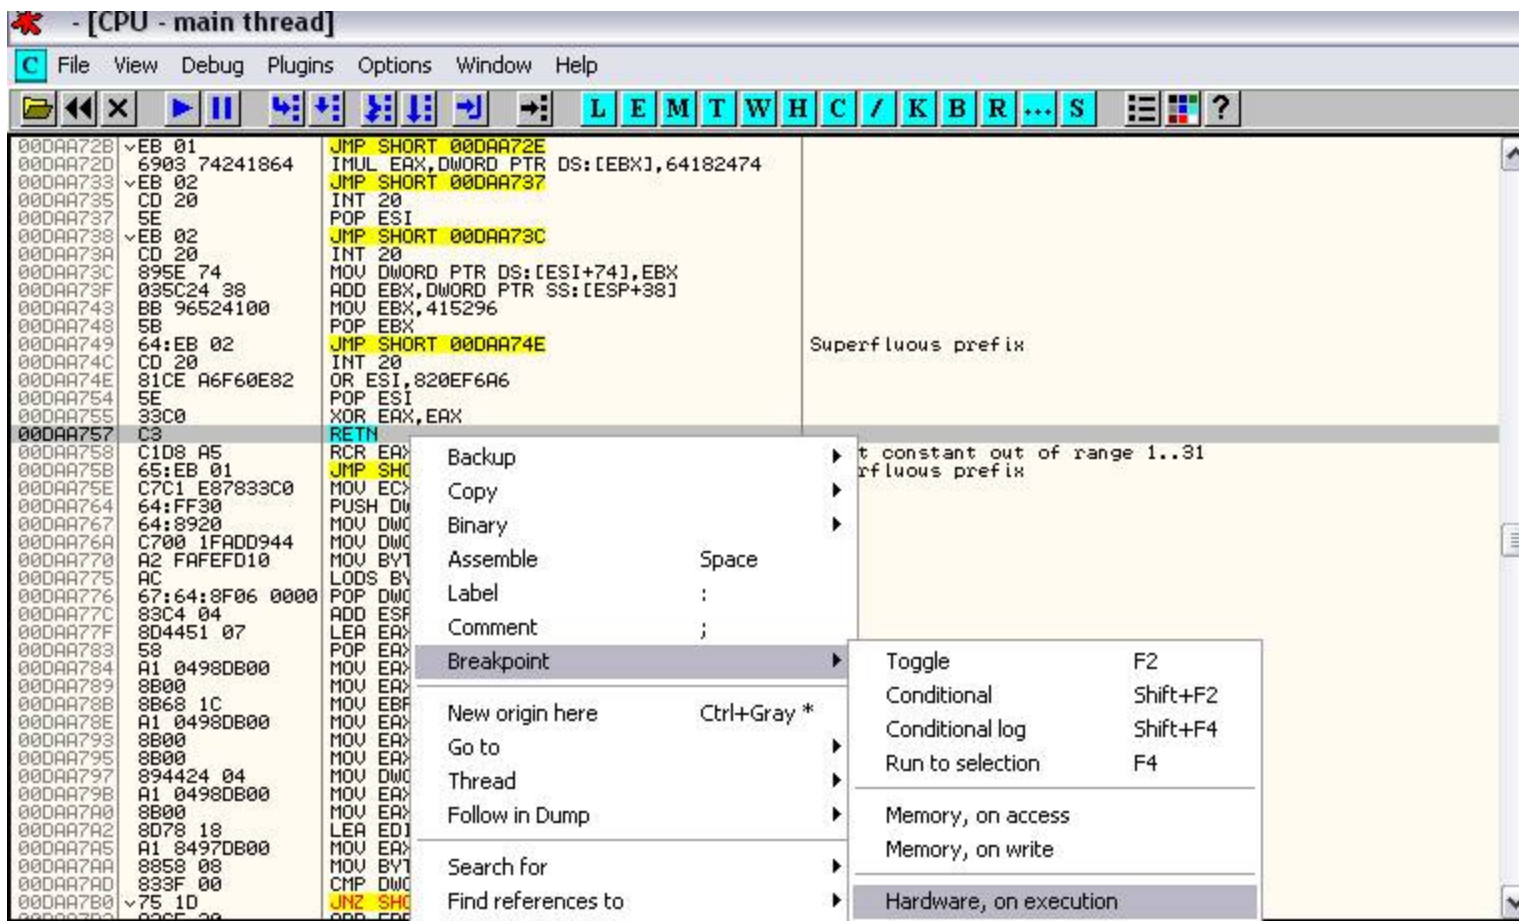 - [CPU - main thread]
C File View Debug Plugins Options Window Help
L E M T W H C / K B R ... S ?
00DAA72B EB 01 JMP SHORT 00DAA72E
00DAA72D 6903 74241864 IMUL EAX,DWORD PTR DS:[EBX],64182474
00DAA733 EB 02 JMP SHORT 00DAA737
00DAA735 CD 20 INT 20
00DAA737 5E POP ESI
00DAA738 EB 02 JMP SHORT 00DAA73C
00DAA73A CD 20 INT 20
00DAA73C 895E 74 MOV DWORD PTR DS:[ESI+74],EBX
00DAA73F 035C24 38 ADD EBX,DWORD PTR SS:[ESP+38]
00DAA743 BB 96524100 MOV EBX,415296
00DAA748 5B POP EBX
00DAA749 64:EB 02 JMP SHORT 00DAA74E Superfluous prefix
00DAA74C CD 20 INT 20
00DAA74E 81CE A6F60E82 OR ESI,820EF6A6
00DAA754 5E POP ESI
00DAA755 33C0 XOR EAX,EAX
00DAA757 C3 RETN
00DAA758 C1D8 A5 RCR EAX t constant out of range 1..31
00DAA75B 65:EB 01 JMP SHO rfluous prefix
00DAA75E C7C1 E87833C0 MOV ECX
00DAA764 64:FF30 PUSH DW
00DAA767 64:8920 MOV DWO
00DAA76A C700 1FADD944 MOV DWO
00DAA770 A2 FAFEFD10 MOV BYT
00DAA775 AC LODS BY
00DAA776 67:64:8F06 0000 POP DWO
00DAA77C 83C4 04 ADD ESP
00DAA77F 8D4451 07 LEA EAX
00DAA783 58 POP EAX
00DAA784 A1 0498DB00 MOV EAX
00DAA789 8B00 MOV EAX
00DAA78B 8B68 1C MOV EBP
00DAA78E A1 0498DB00 MOV EAX
00DAA793 8B00 MOV EAX
00DAA795 8B00 MOV EAX
00DAA797 894424 04 MOV DWO
00DAA79B A1 0498DB00 MOV EAX
00DAA7A0 8B00 MOV EAX
00DAA7A2 8D78 18 LEA EDI
00DAA7A5 A1 8497DB00 MOV EAX
00DAA7AA 8858 08 MOV BYT
00DAA7AD 833F 00 CMP DWO
00DAA7B0 75 1D JNZ SHO
Backup
Copy
Binary
Assemble Space
Label :
Comment ;
Breakpoint
New origin here Ctrl+Gray *
Go to
Thread
Follow in Dump
Search for
Find references to
Toggle F2
Conditional Shift+F2
Conditional log Shift+F4
Run to selection F4
Memory, on access
Memory, on write
Hardware, on execution